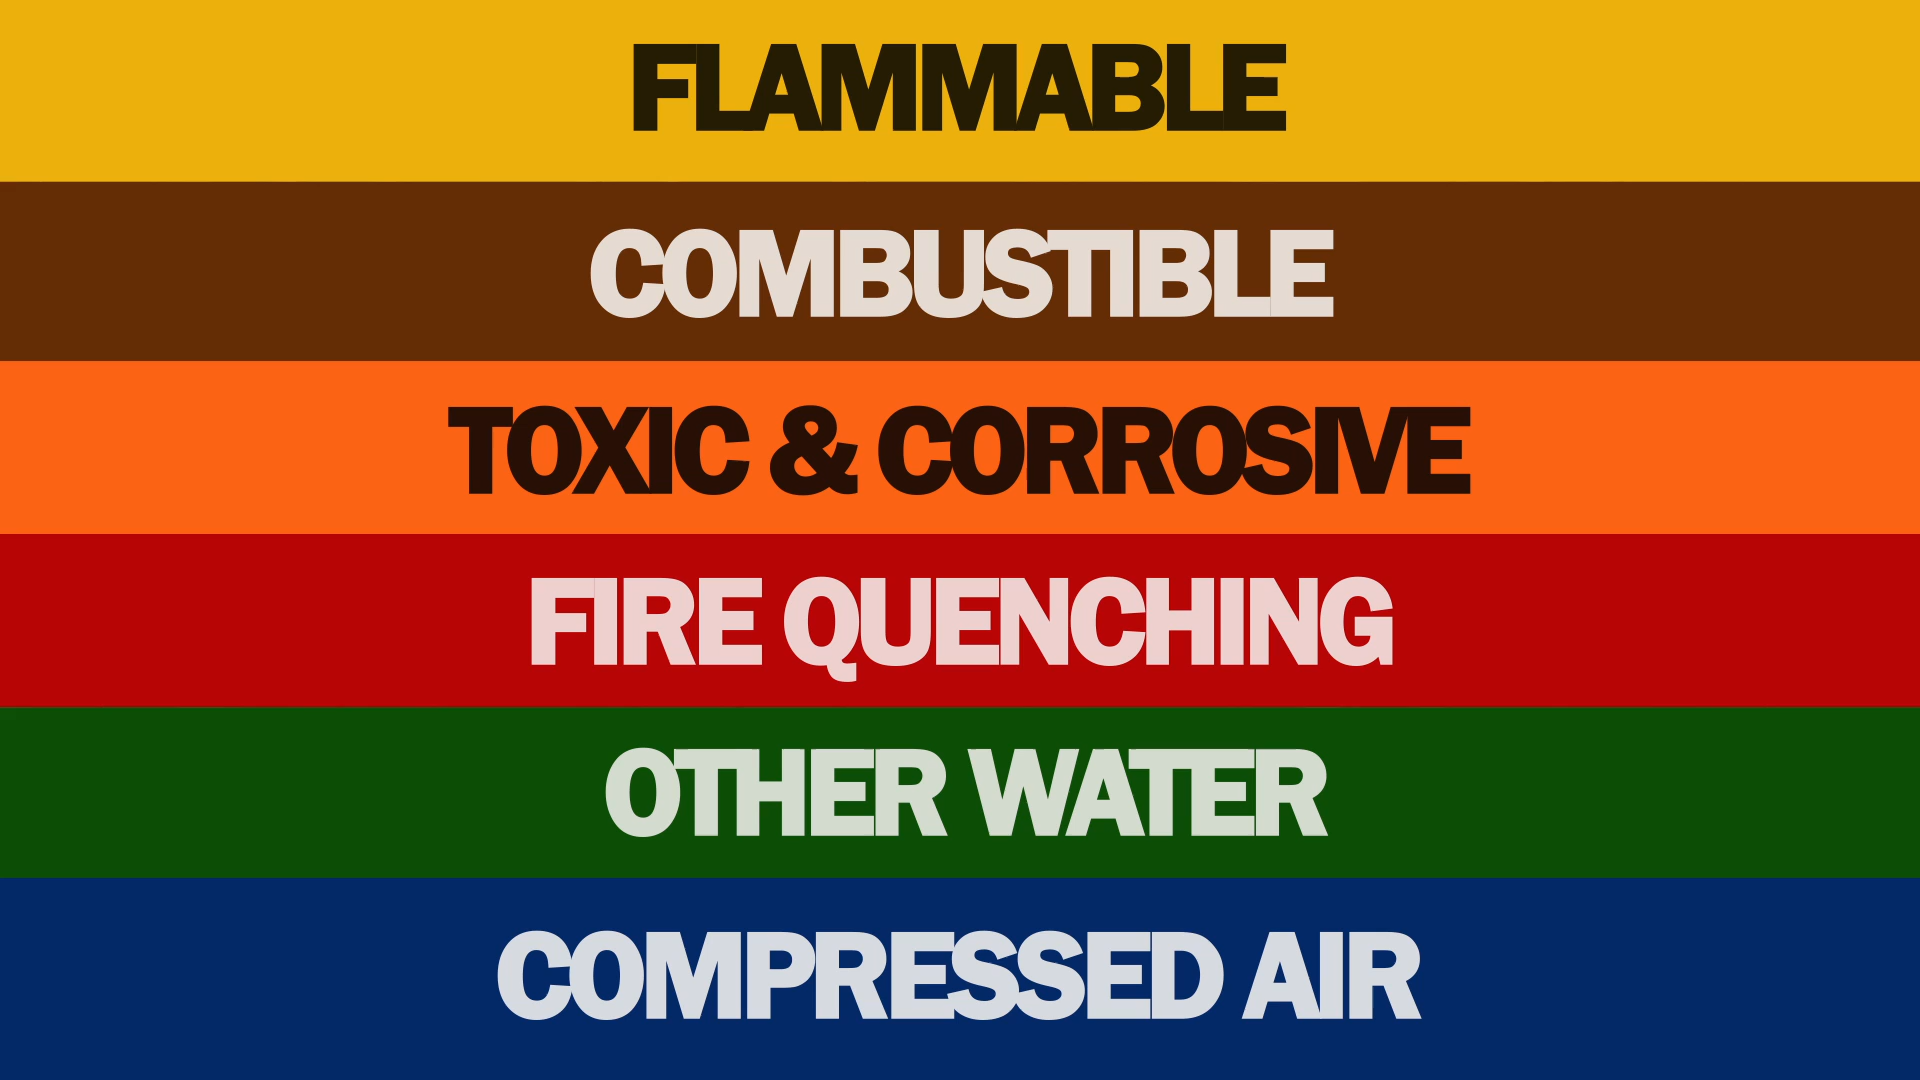 FLAMMABLE
COMBUSTIBLE
TOXIC & CORROSIVE
FIRE QUENCHING
OTHER WATER
COMPRESSED AIR